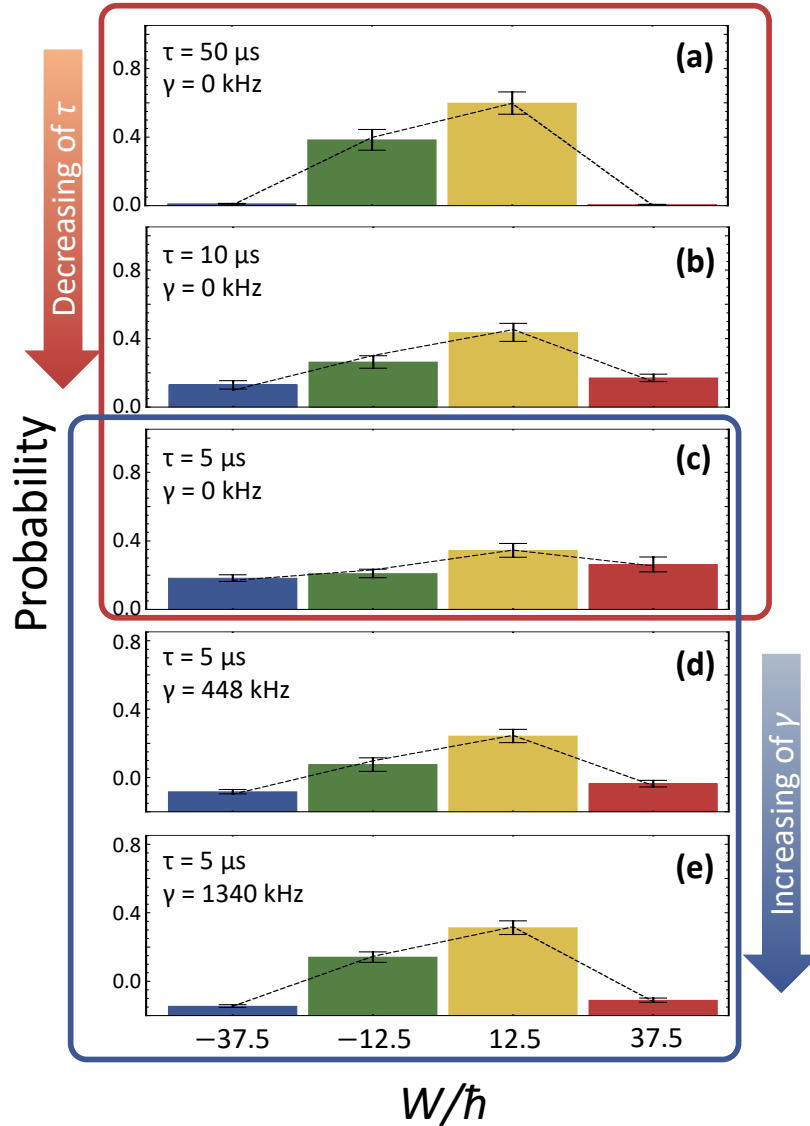 Decreasing of τ
Probability
τ = 50 μs
γ = 0 kHz
(a)
0.8
0.4
0.0
τ = 10 μs
γ = 0 kHz
(b)
0.8
0.4
0.0
τ = 5 μs
γ = 0 kHz
(c)
0.8
0.4
0.0
τ = 5 μs
γ = 448 kHz
(d)
0.8
0.4
0.0
τ = 5 μs
γ = 1340 kHz
(e)
0.8
0.4
0.0
Increasing of γ
−37.5 −12.5 12.5 37.5
W/ħ